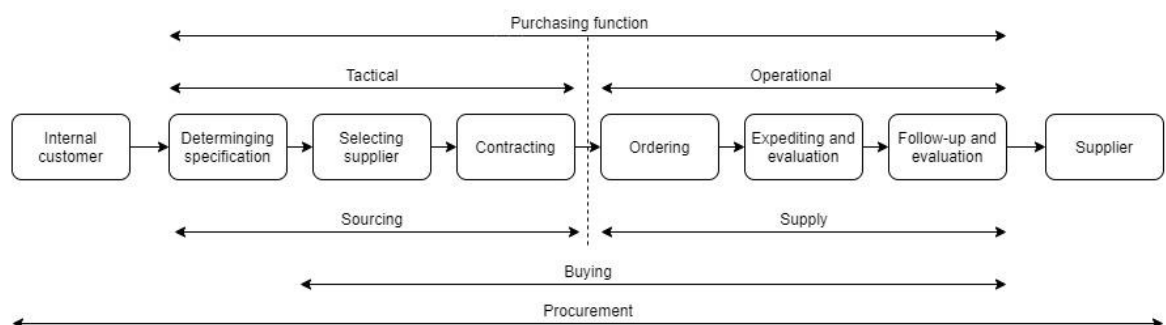 Purchasing function
Tactical
Operational
Internal
customer
Determinging
specification
Selecting
supplier
Contracting
Ordering
Expediting and
evaluation
Follow-up and
evaluation
Supplier
Sourcing
Supply
Buying
Procurement